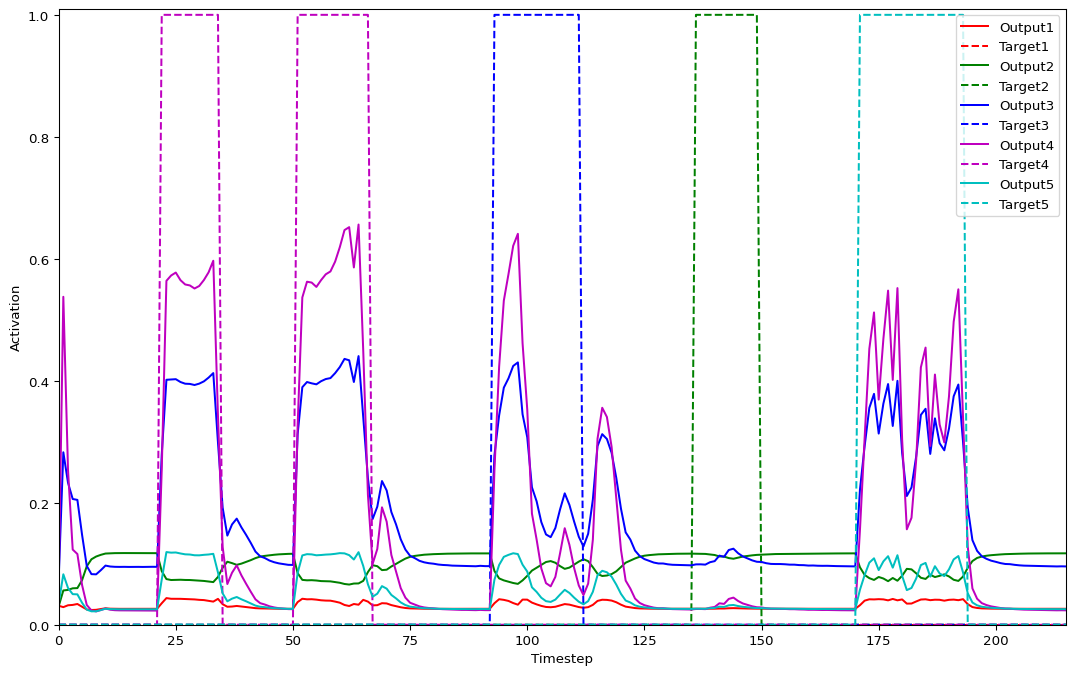 1.0
0.8
0.6
0.4
0.2
0.0
Activation
0
25
50
75
100
125
150
175
200
Timestep
Output1
Target1
Output2
Target2
Output3
Target3
Output4
Target4
Output5
Target5